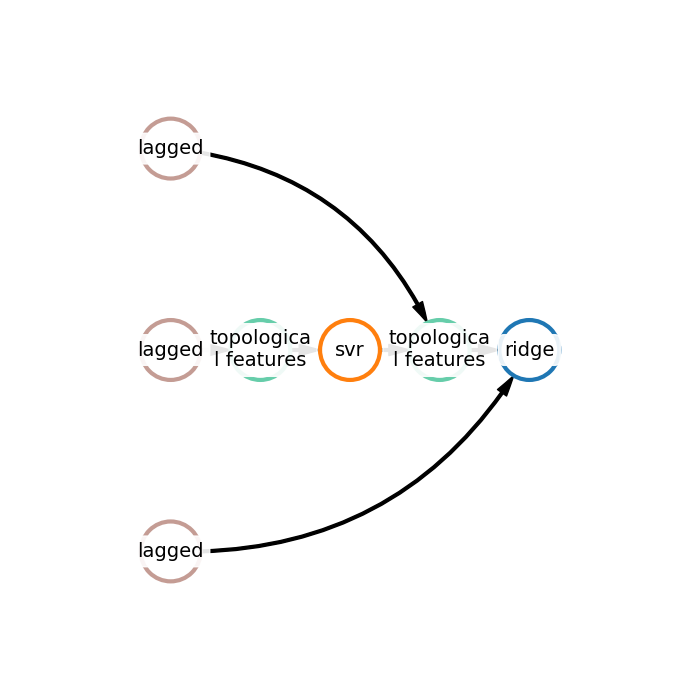 lagged
lagged
topologica
l features
svr
topologica
l features
ridge
lagged